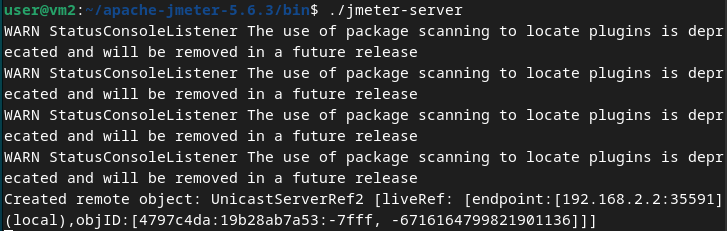 user@vm2:~/apache-jmeter-5.6.3/bin$ ./jmeter-server
WARN StatusConsoleListener The use of package scanning to locate plugins is depr
ecated and will be removed in a future release
WARN StatusConsoleListener The use of package scanning to locate plugins is depr
ecated and will be removed in a future release
WARN StatusConsoleListener The use of package scanning to locate plugins is depr
ecated and will be removed in a future release
WARN StatusConsoleListener The use of package scanning to locate plugins is depr
ecated and will be removed in a future release
Created remote object: UnicastServerRef2 [liveRef: [endpoint:[192.168.2.2:35591]
(local),objID:[4797c4da:19b28ab7a53:-7fff, -6716164799821901136]]]